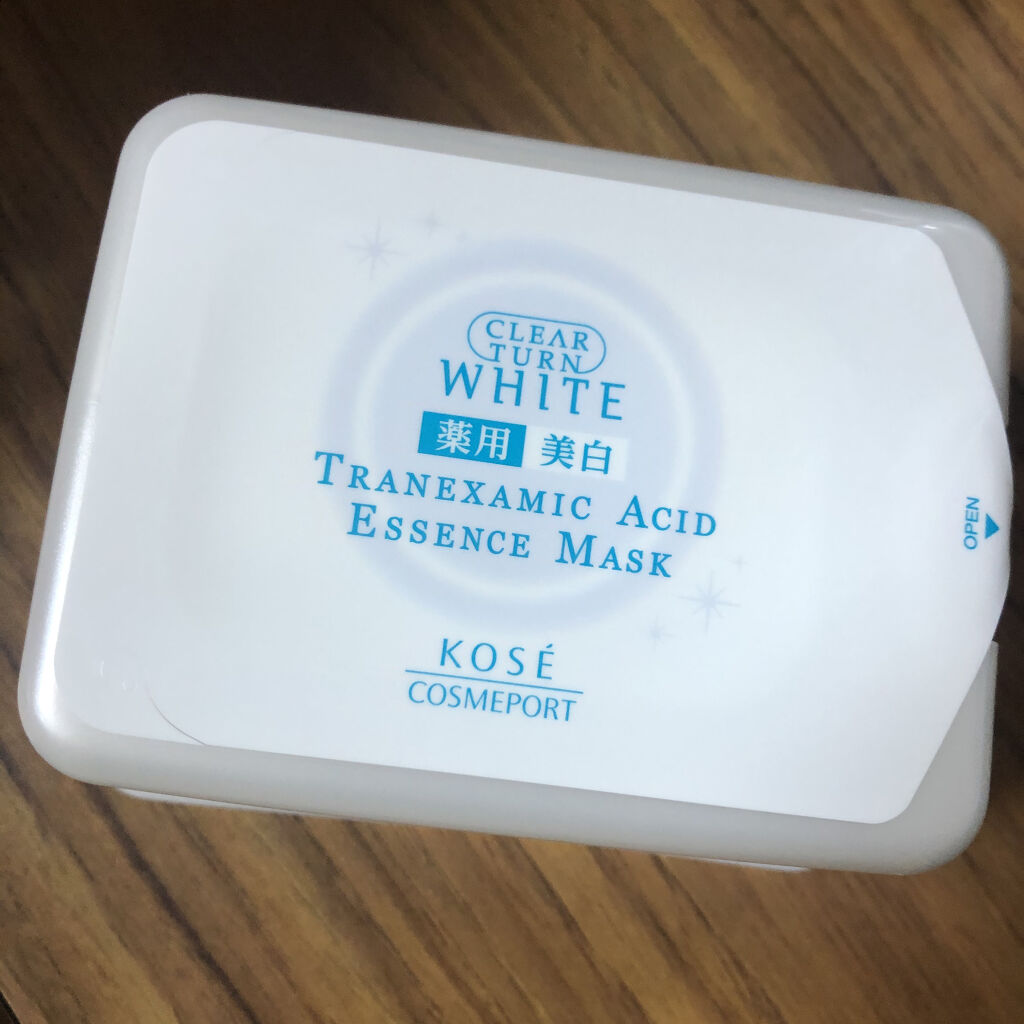 CLEAR
TURN
WHITE
薬用 美白
TRANEXAMIC ACID
ESSENCE MASK
KOSÉ
COSMEPORT
OPEN